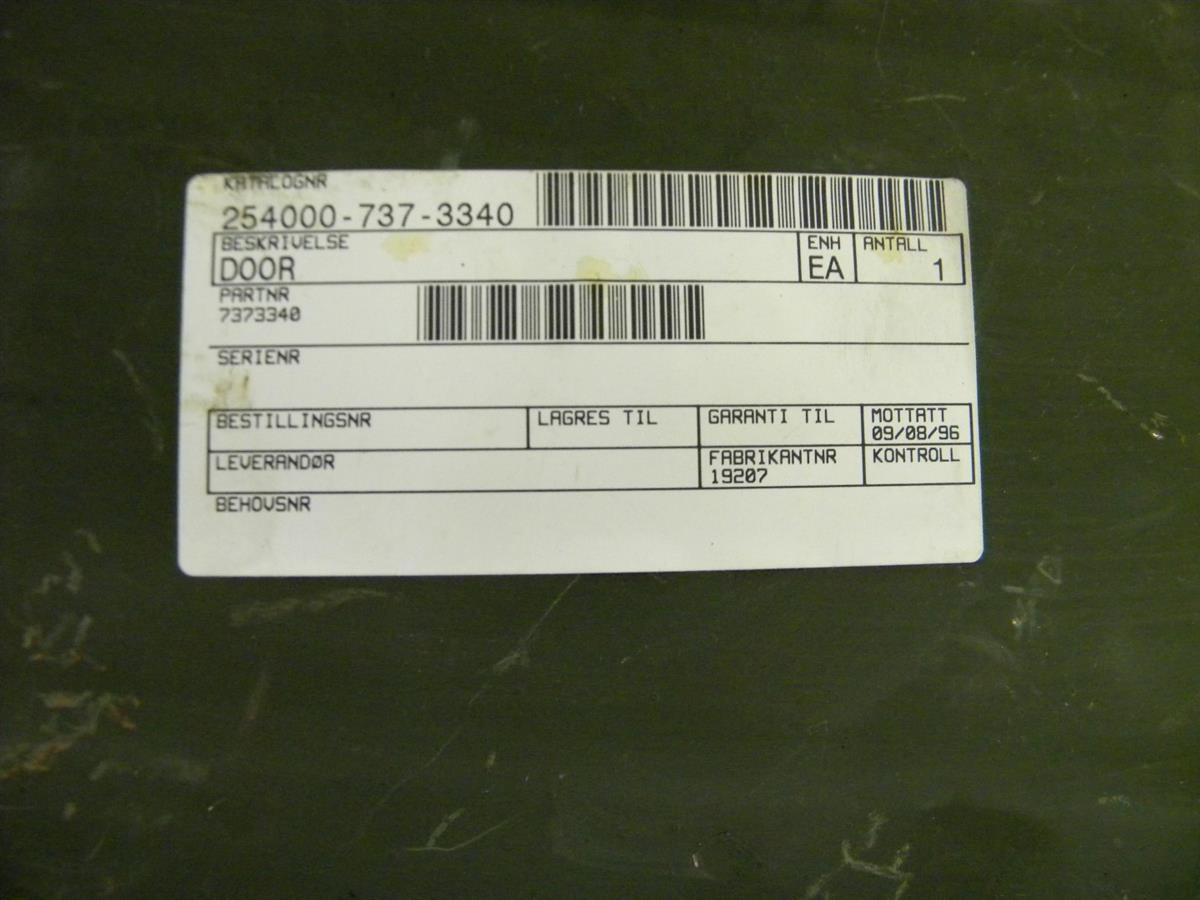 KATALOGNR
254000-737-3340
BESKRIVELSE ENH ANTALL
DOOR EA 1
PARTNR
7373340
SERIENR
BESTILLINGSNR LAGRES TIL GARANTI TIL MOTTATT
09/08/96
LEVERANDØR FABRIKANTNR KONTROLL
19207
BEHOVSNR